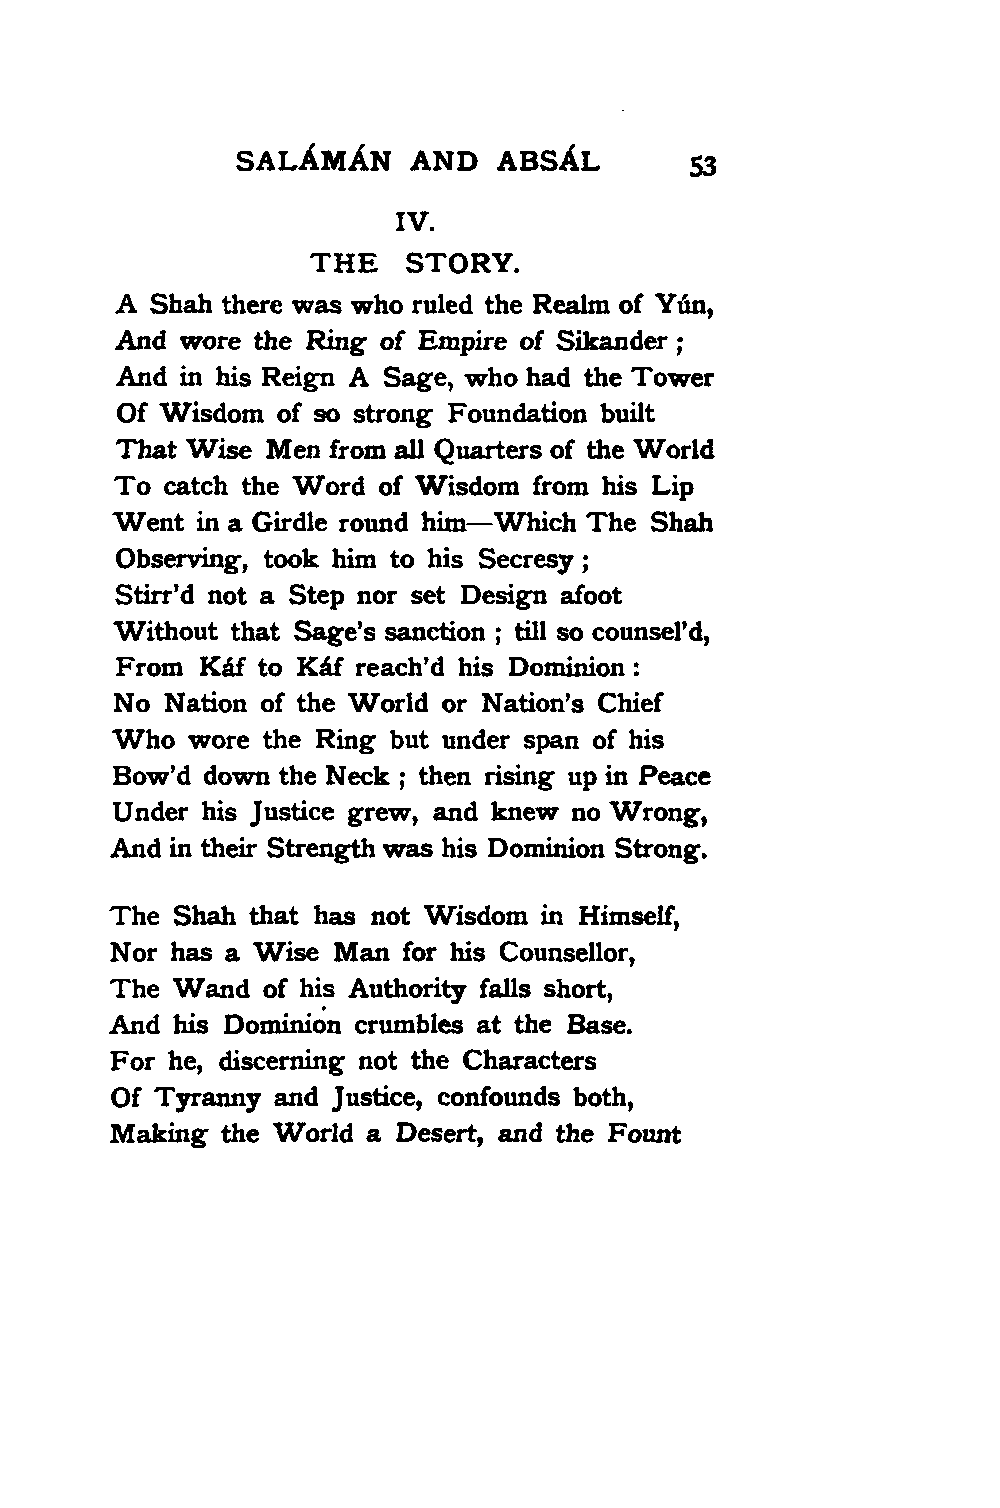 SALÁMÁN AND ABSÁL 53
IV.
THE STORY.
A Shah there was who ruled the Realm of Yún,
And wore the Ring of Empire of Sikander ;
And in his Reign A Sage, who had the Tower
Of Wisdom of so strong Foundation built
That Wise Men from all Quarters of the World
To catch the Word of Wisdom from his Lip
Went in a Girdle round him—Which The Shah
Observing, took him to his Secresy ;
Stirr'd not a Step nor set Design afoot
Without that Sage's sanction ; till so counsel'd,
From Káf to Káf reach'd his Dominion :
No Nation of the World or Nation's Chief
Who wore the Ring but under span of his
Bow'd down the Neck ; then rising up in Peace
Under his Justice grew, and knew no Wrong,
And in their Strength was his Dominion Strong.
The Shah that has not Wisdom in Himself,
Nor has a Wise Man for his Counsellor,
The Wand of his Authority falls short,
And his Dominion crumbles at the Base.
For he, discerning not the Characters
Of Tyranny and Justice, confounds both,
Making the World a Desert, and the Fount